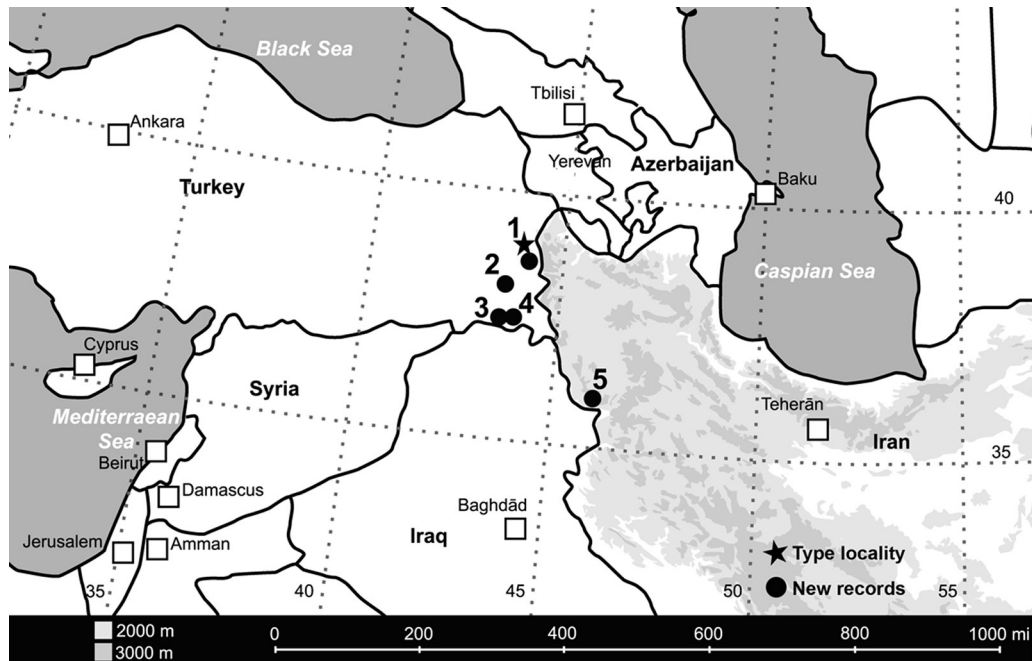 Black Sea
Tbilisi
Ankara
Yerevan
Azerbaijan
Baku
Turkey
40
1
2
Caspian Sea
3
4
Cyprus
Syria
5
Mediterraean
Sea
Teherān
Iran
Beirut
35
Damascus
Baghdād
Jerusalem
Amman
Iraq
Type locality
New records
35
40
45
50
55
2000 m
3000 m
0
200
400
600
800
1000 mi